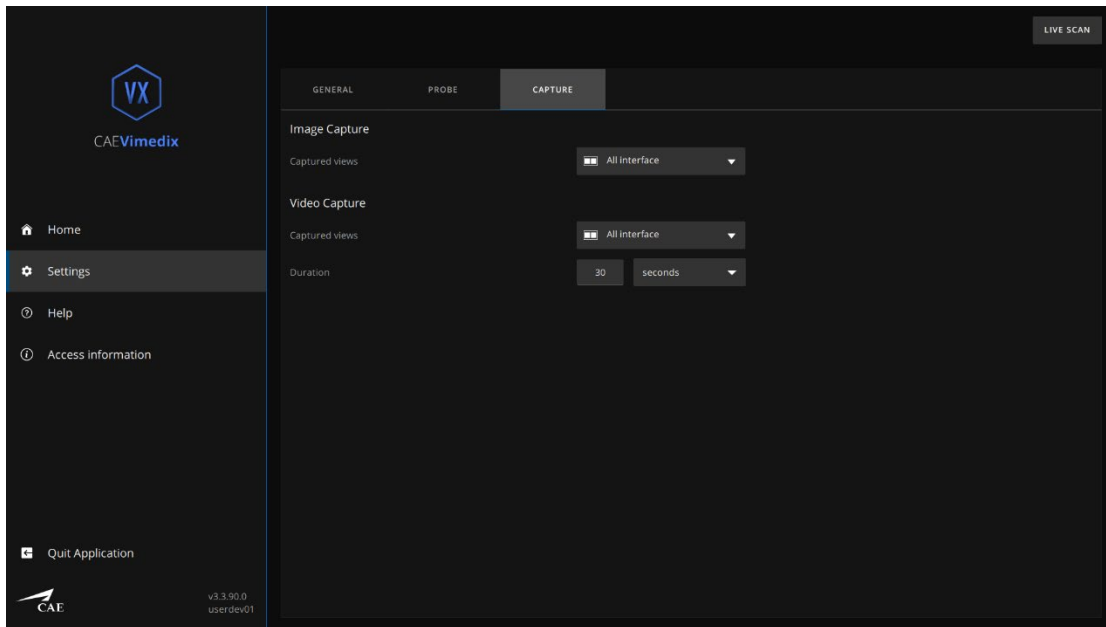 LIVE SCAN
VX
CAEVimedix
GENERAL PROBE CAPTURE
Image Capture
Captured views All interface
Video Capture
Captured views All interface
Duration 30 seconds
Home
Settings
Help
Access information
Quit Application
CAE
v3.3.90.0
userdev01